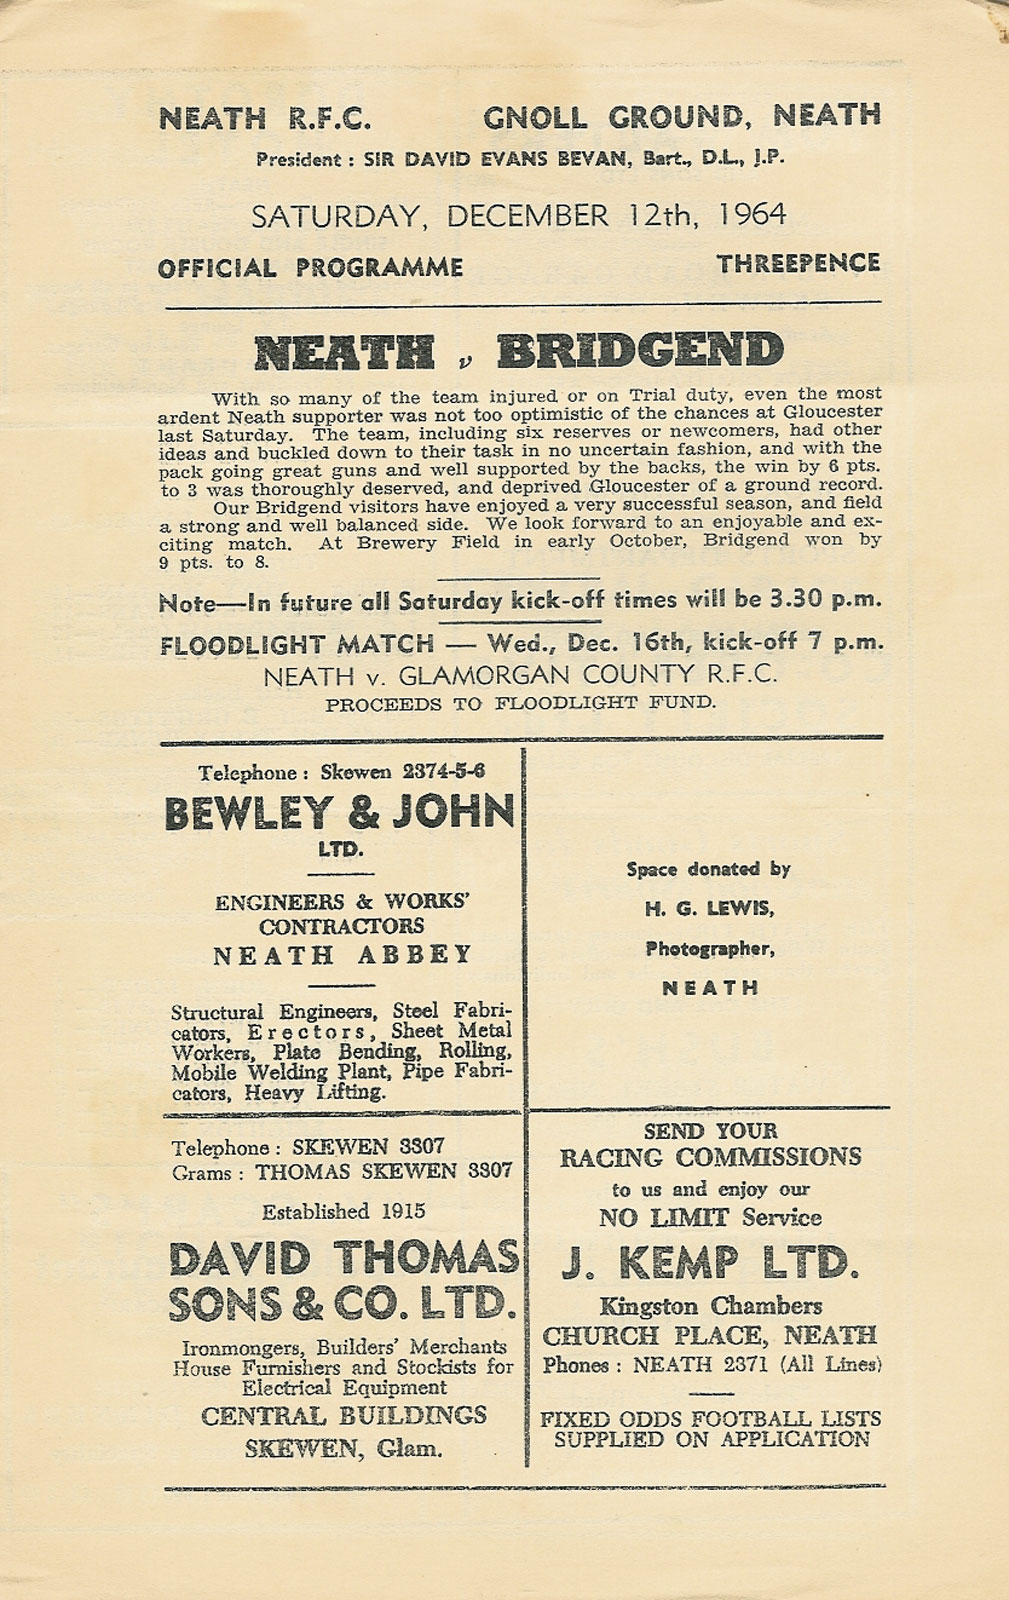 NEATH R.F.C. GNOLL GROUND, NEATH
President : SIR DAVID EVANS BEVAN, Bart., D.L., J.P.
SATURDAY, DECEMBER 12th, 1964
OFFICIAL PROGRAMME THREEPENCE
NEATH v BRIDGEND
With so many of the team injured or on Trial duty, even the most
ardent Neath supporter was not too optimistic of the chances at Gloucester
last Saturday. The team, including six reserves or newcomers, had other
ideas and buckled down to their task in no uncertain fashion, and with the
pack going great guns and well supported by the backs, the win by 6 pts.
to 3 was thoroughly deserved, and deprived Gloucester of a ground record.
Our Bridgend visitors have enjoyed a very successful season, and field
a strong and well balanced side. We look forward to an enjoyable and ex-
citing match. At Brewery Field in early October, Bridgend won by
9 pts. to 8.
Note—In future all Saturday kick-off times will be 3.30 p.m.
FLOODLIGHT MATCH — Wed., Dec. 16th, kick-off 7 p.m.
NEATH v. GLAMORGAN COUNTY R.F.C.
PROCEEDS TO FLOODLIGHT FUND.
Telephone : Skewen 2374-5-6
BEWLEY & JOHN
LTD.
ENGINEERS & WORKS'
CONTRACTORS
NEATH ABBEY
Structural Engineers, Steel Fabri-
cators, Erectors, Sheet Metal
Workers, Plate Bending, Rolling,
Mobile Welding Plant, Pipe Fabri-
cators, Heavy Lifting.
Space donated by
H. G. LEWIS,
Photographer,
NEATH
Telephone : SKEWEN 3307
Grams : THOMAS SKEWEN 3307
Established 1915
DAVID THOMAS
SONS & CO. LTD.
Ironmongers, Builders' Merchants
House Furnishers and Stockists for
Electrical Equipment
CENTRAL BUILDINGS
SKEWEN, Glam.
SEND YOUR
RACING COMMISSIONS
to us and enjoy our
NO LIMIT Service
J. KEMP LTD.
Kingston Chambers
CHURCH PLACE, NEATH
Phones : NEATH 2371 (All Lines)
FIXED ODDS FOOTBALL LISTS
SUPPLIED ON APPLICATION